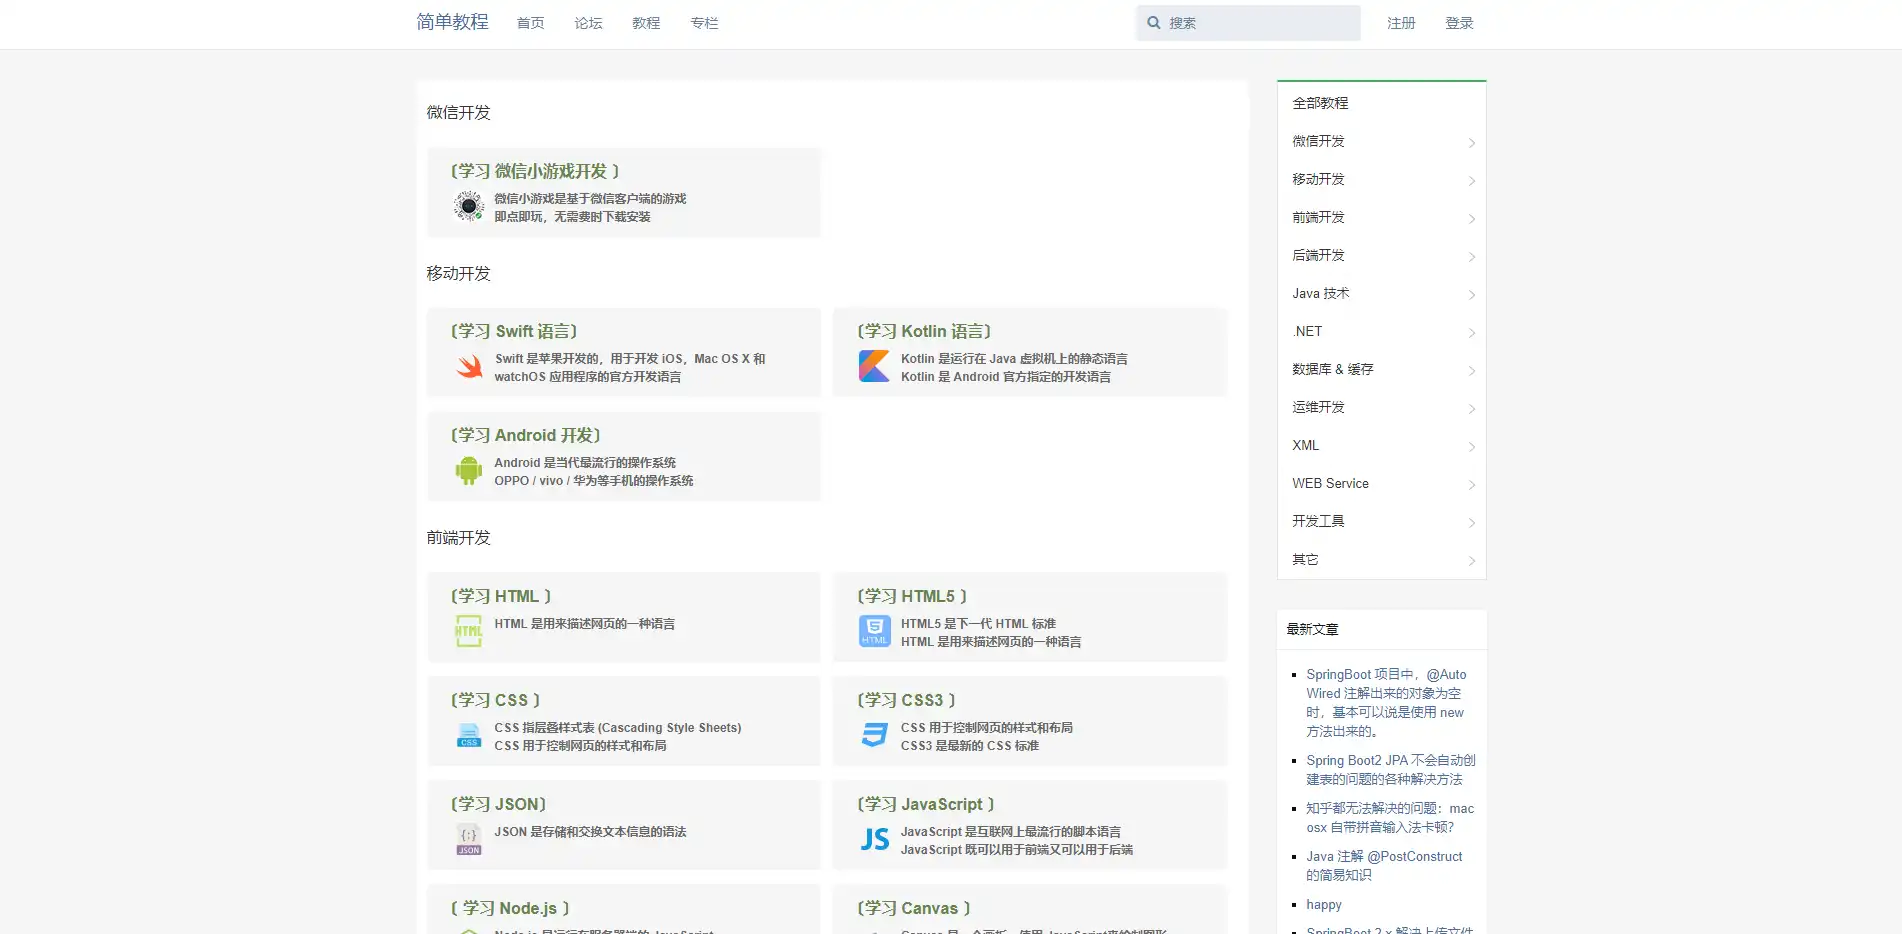 简单教程 首页 论坛 教程 专栏 搜索 注册 登录
微信开发
〔学习 微信小游戏开发 〕
微信小游戏是基于微信客户端的游戏
即点即玩，无需费时下载安装
移动开发
〔学习 Swift 语言〕
Swift 是苹果开发的，用于开发 iOS，Mac OS X 和
watchOS 应用程序的官方开发语言
〔学习 Kotlin 语言〕
Kotlin 是运行在 Java 虚拟机上的静态语言
Kotlin 是 Android 官方指定的开发语言
〔学习 Android 开发〕
Android 是当代最流行的操作系统
OPPO / vivo / 华为等手机的操作系统
前端开发
〔学习 HTML 〕
HTML
HTML 是用来描述网页的一种语言
〔学习 HTML5 〕
HTML
HTML5 是下一代 HTML 标准
HTML 是用来描述网页的一种语言
〔学习 CSS 〕
CSS
CSS 指层叠样式表 (Cascading Style Sheets)
CSS 用于控制网页的样式和布局
〔学习 CSS3 〕
CSS 用于控制网页的样式和布局
CSS3 是最新的 CSS 标准
〔学习 JSON〕
{;}
JSON
JSON 是存储和交换文本信息的语法
〔学习 JavaScript 〕
JS
JavaScript 是互联网上最流行的脚本语言
JavaScript 既可以用于前端又可以用于后端
〔 学习 Node.js 〕
〔学习 Canvas 〕
全部教程
微信开发
移动开发
前端开发
后端开发
Java 技术
.NET
数据库 & 缓存
运维开发
XML
WEB Service
开发工具
其它
最新文章
SpringBoot 项目中，@Auto
Wired 注解出来的对象为空
时，基本可以说是使用 new
方法出来的。
Spring Boot2 JPA 不会自动创
建表的问题的各种解决方法
知乎都无法解决的问题：mac
osx 自带拼音输入法卡顿？
Java 注解 @PostConstruct
的简易知识
happy
SpringBoot 2.x 解决上传文件